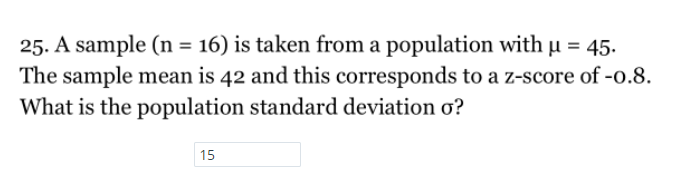 25. A sample (n = 16) is taken from a population with μ = 45.
The sample mean is 42 and this corresponds to a z-score of -0.8.
What is the population standard deviation σ?
15